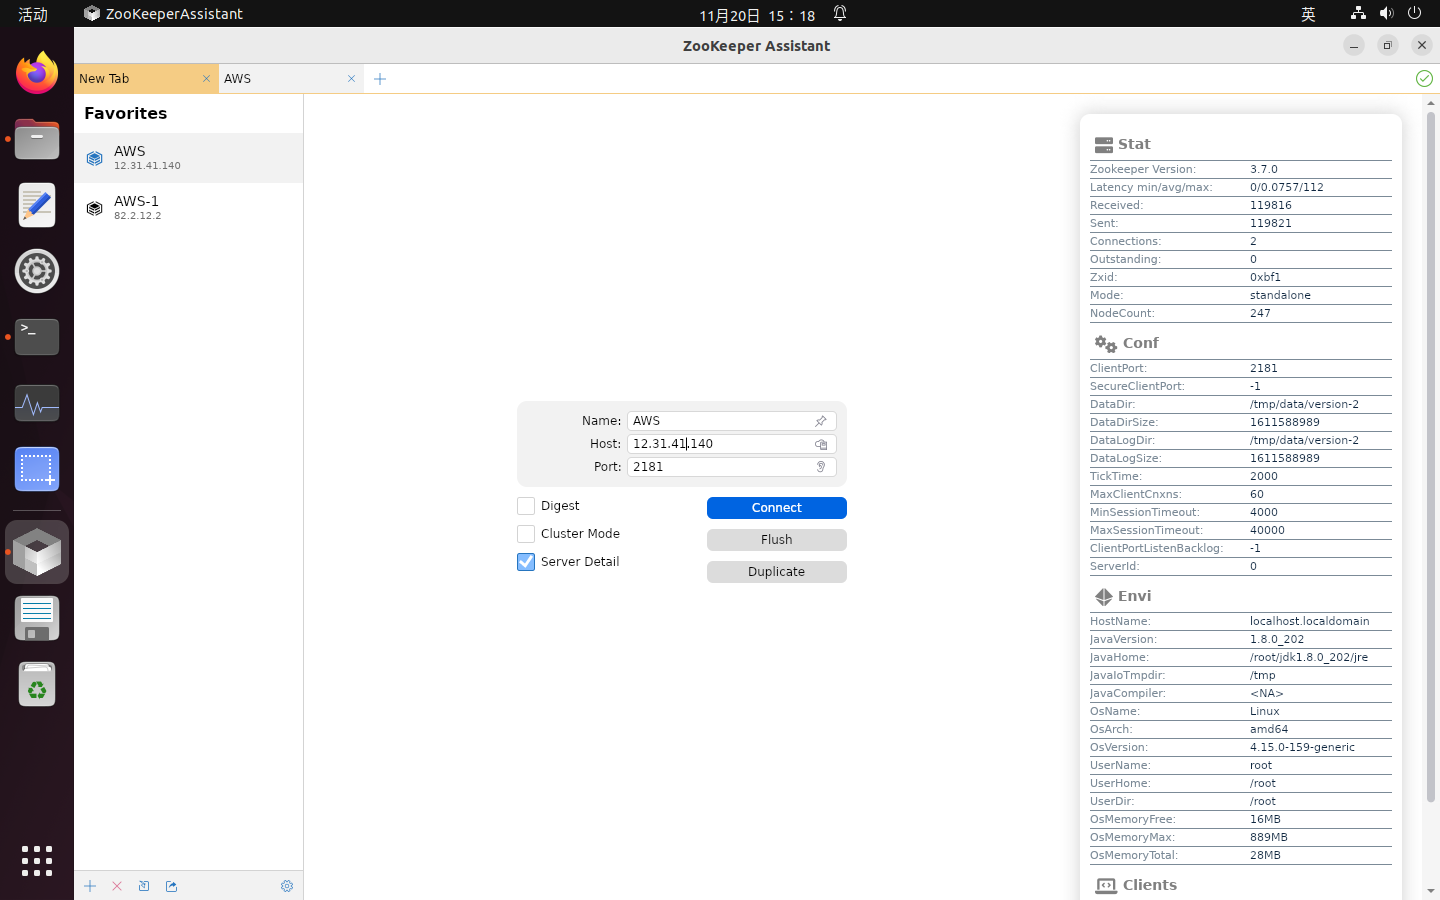 活动
ZooKeeperAssistant
11月20日 15：18
英
ZooKeeper Assistant
New Tab
AWS
Favorites
AWS
12.31.41.140
AWS-1
82.2.12.2
Name: AWS
Host: 12.31.41.140
Port: 2181
Digest
Cluster Mode
Server Detail
Connect
Flush
Duplicate
Stat
Zookeeper Version: 3.7.0
Latency min/avg/max: 0/0.0757/112
Received: 119816
Sent: 119821
Connections: 2
Outstanding: 0
Zxid: 0xbf1
Mode: standalone
NodeCount: 247
Conf
ClientPort: 2181
SecureClientPort: -1
DataDir: /tmp/data/version-2
DataDirSize: 1611588989
DataLogDir: /tmp/data/version-2
DataLogSize: 1611588989
TickTime: 2000
MaxClientCnxns: 60
MinSessionTimeout: 4000
MaxSessionTimeout: 40000
ClientPortListenBacklog: -1
ServerId: 0
Envi
HostName: localhost.localdomain
JavaVersion: 1.8.0_202
JavaHome: /root/jdk1.8.0_202/jre
JavaIoTmpdir: /tmp
JavaCompiler: <NA>
OsName: Linux
OsArch: amd64
OsVersion: 4.15.0-159-generic
UserName: root
UserHome: /root
UserDir: /root
OsMemoryFree: 16MB
OsMemoryMax: 889MB
OsMemoryTotal: 28MB
Clients